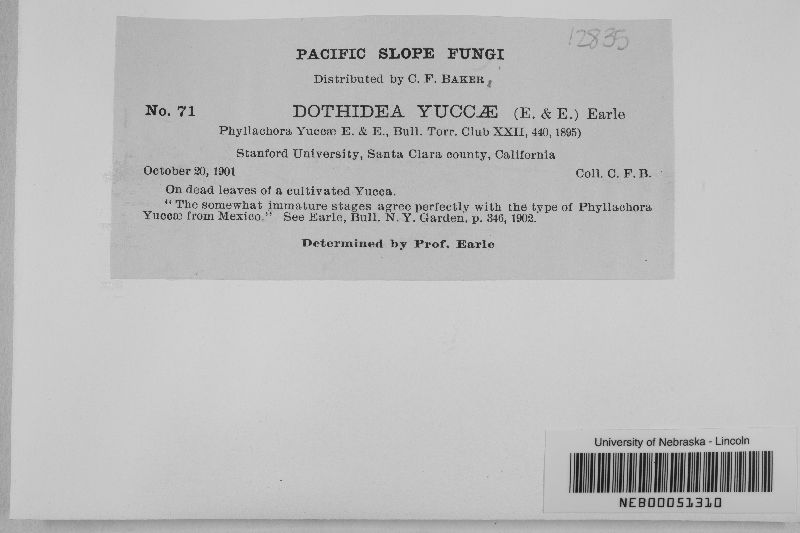 12835
PACIFIC SLOPE FUNGI
Distributed by C. F. BAKER
No. 71 DOTHIDEA YUCCÆ (E. & E.) Earle
Phyllachora Yuccæ E. & E., Bull. Torr. Club XXII, 440, 1895)
Stanford University, Santa Clara county, California
October 20, 1901 Coll. C. F. B.
On dead leaves of a cultivated Yucca.
"The somewhat immature stages agree perfectly with the type of Phyllachora
Yuccæ from Mexico." See Earle, Bull. N. Y. Garden, p. 346, 1902.
Determined by Prof. Earle
University of Nebraska - Lincoln
NEB00051310